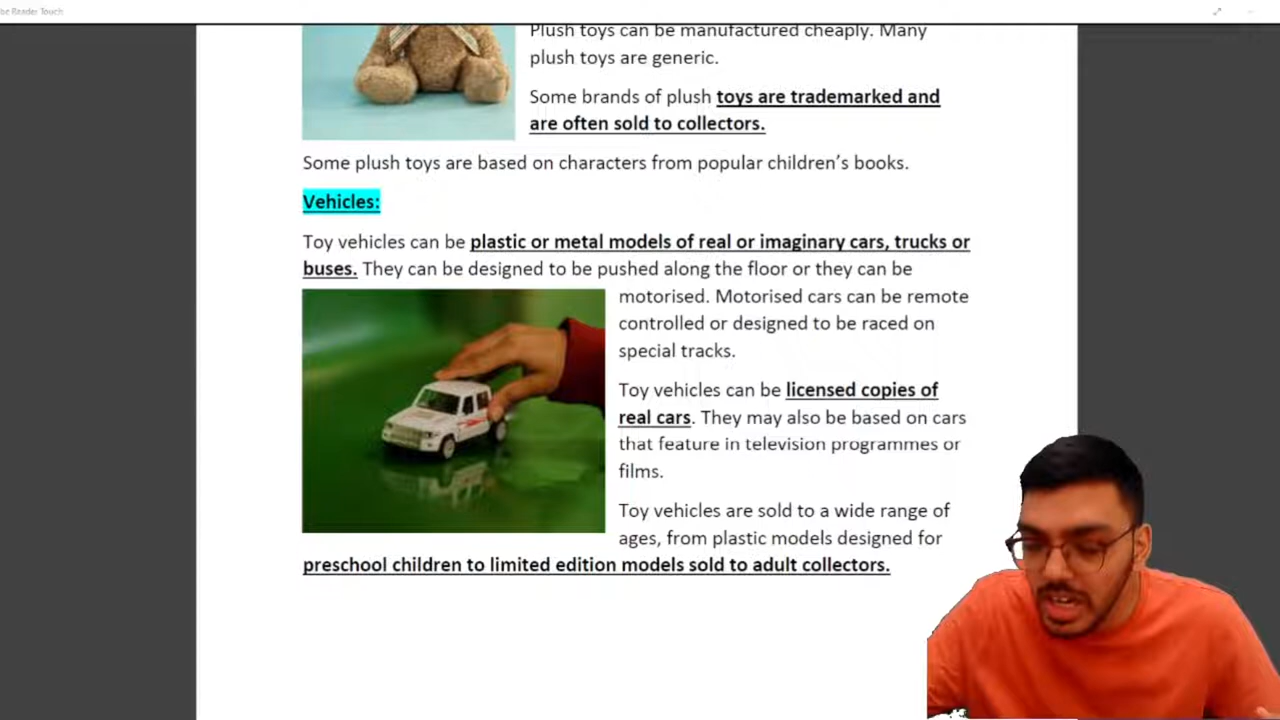 be Reader Touch
Plush toys can be manufactured cheaply. Many
plush toys are generic.
Some brands of plush toys are trademarked and
are often sold to collectors.
Some plush toys are based on characters from popular children’s books.
Vehicles:
Toy vehicles can be plastic or metal models of real or imaginary cars, trucks or
buses. They can be designed to be pushed along the floor or they can be
motorised. Motorised cars can be remote
controlled or designed to be raced on
special tracks.
Toy vehicles can be licensed copies of
real cars. They may also be based on cars
that feature in television programmes or
films.
Toy vehicles are sold to a wide range of
ages, from plastic models designed for
preschool children to limited edition models sold to adult collectors.